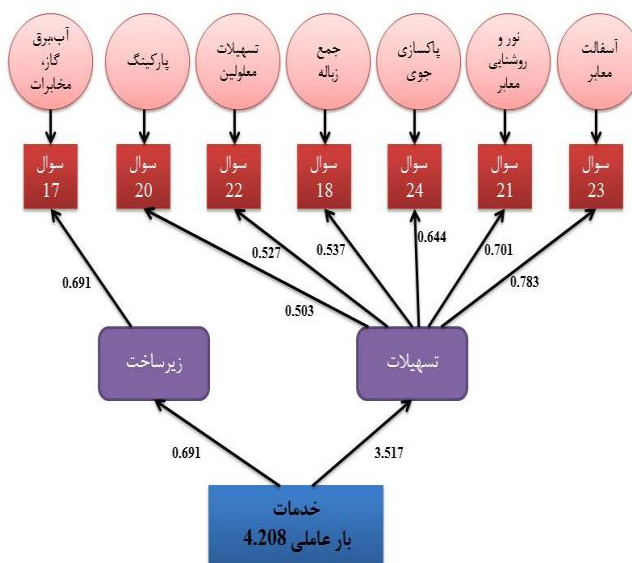 آب،برق
گاز،
مخابرات
پارکینگ
تسهیلات
معلولین
جمع
زباله
پاکسازی
جوی
نور و
روشنایی
معابر
آسفالت
معابر
سوال
17
سوال
20
سوال
22
سوال
18
سوال
24
سوال
21
سوال
23
0.691
0.503
0.527
0.537
0.644
0.701
0.783
زیرساخت
تسهیلات
0.691
3.517
خدمات
بار عاملی 4.208